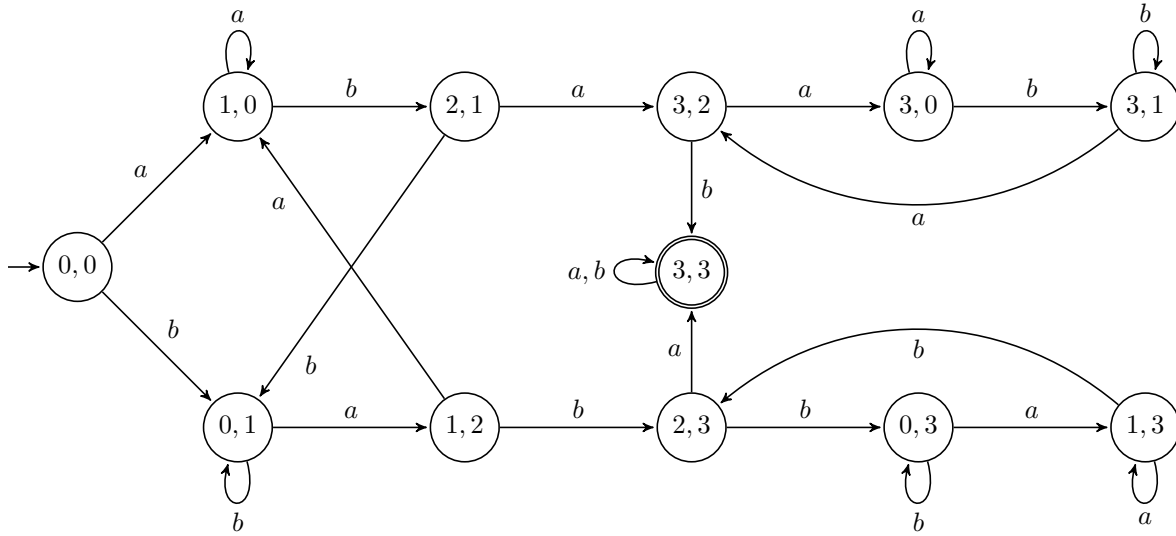 a a b
1, 0 b 2, 1 a 3, 2 a 3, 0 b 3, 1
a a b a
0, 0 a, b 3, 3
b b a b
0, 1 a 1, 2 b 2, 3 b 0, 3 a 1, 3
b b a